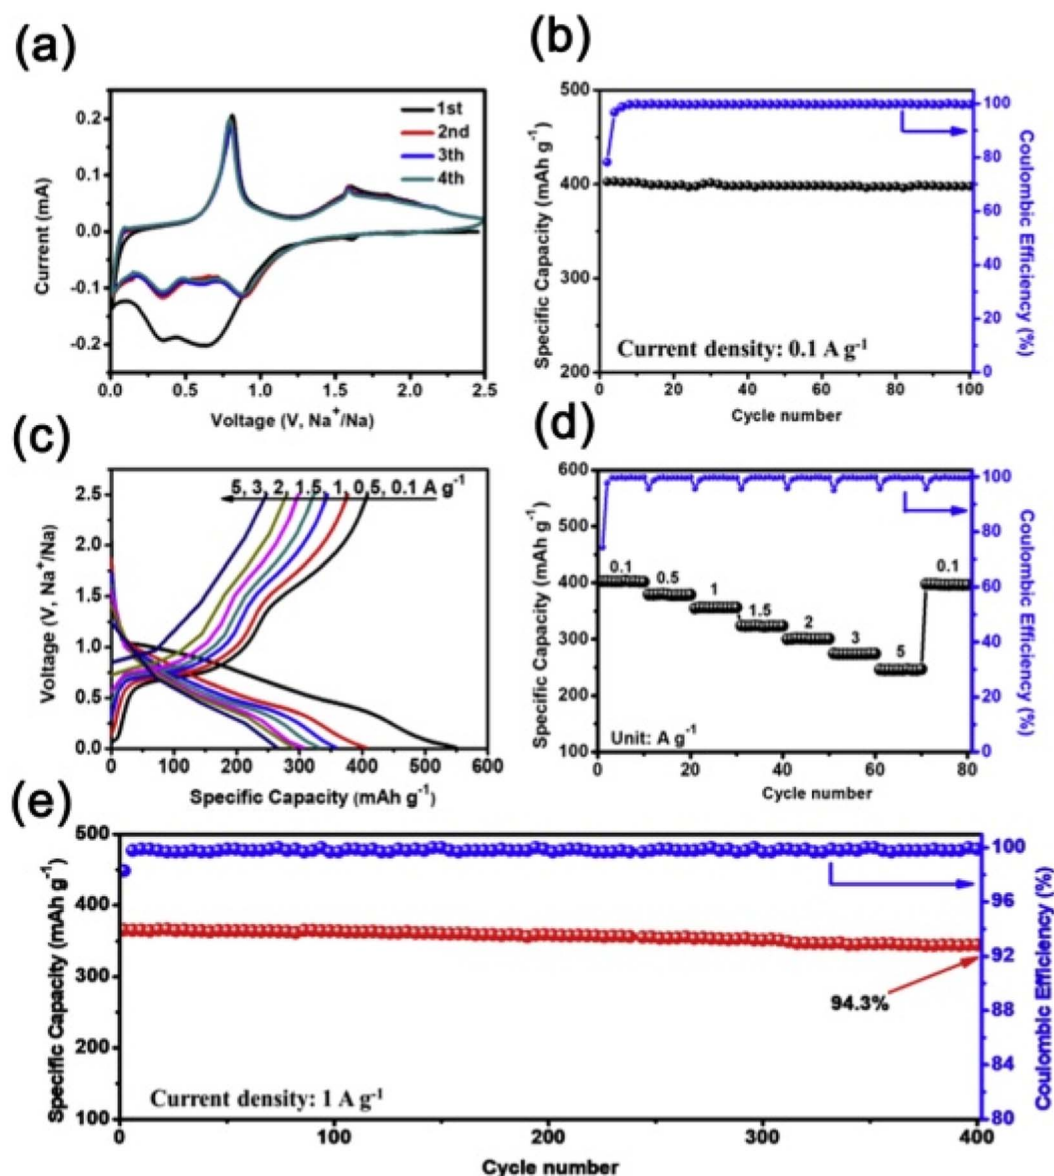 (a)
0.2
0.1
0.0
-0.1
-0.2
Current (mA)
1st
2nd
3th
4th
0.0 0.5 1.0 1.5 2.0 2.5
Voltage (V, Na⁺/Na)
(b)
500
400
300
200
Specific Capacity (mAh g⁻¹)
100
80
60
40
20
0
Coulombic Efficiency (%)
Current density: 0.1 A g⁻¹
0 20 40 60 80 100
Cycle number
(c)
2.5
2.0
1.5
1.0
0.5
0.0
Voltage (V, Na⁺/Na)
5, 3, 2, 1.5, 1, 0.5, 0.1 A g⁻¹
0 100 200 300 400 500 600
Specific Capacity (mAh g⁻¹)
(d)
600
500
400
300
200
100
Specific Capacity (mAh g⁻¹)
100
80
60
40
20
0
Coulombic Efficiency (%)
0.1
0.5
1
1.5
2
3
5
0.1
Unit: A g⁻¹
0 20 40 60 80
Cycle number
(e)
500
400
300
200
100
Specific Capacity (mAh g⁻¹)
100
96
92
88
84
80
Coulombic Efficiency (%)
94.3%
Current density: 1 A g⁻¹
0 100 200 300 400
Cycle number